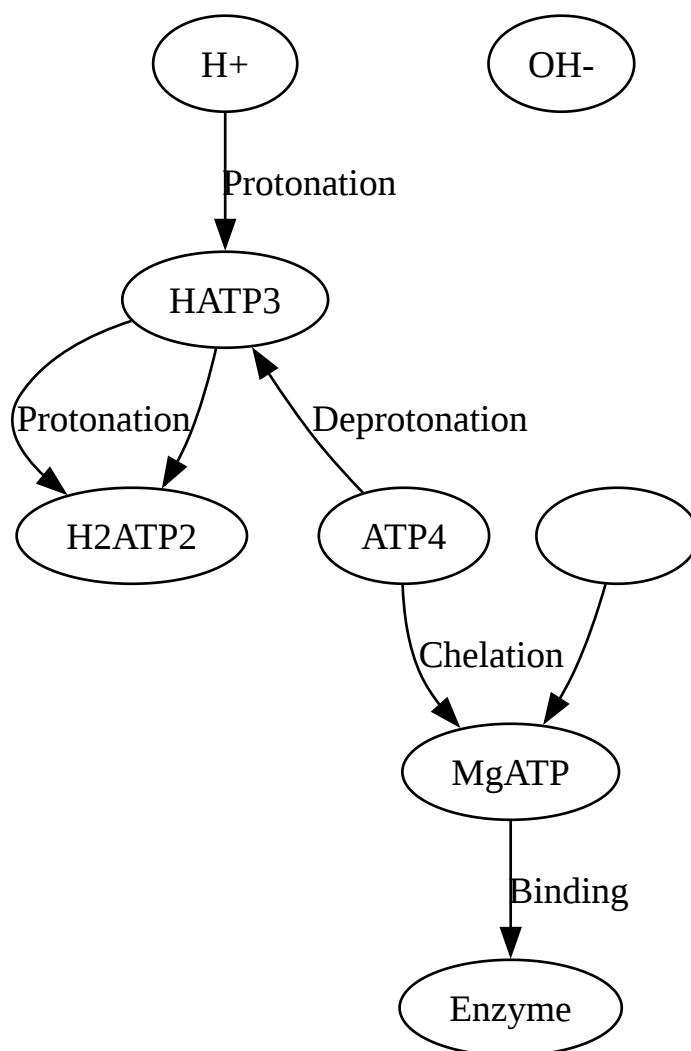 H+
OH-
Protonation
HATP3
Protonation
Deprotonation
H2ATP2
ATP4
Chelation
MgATP
Binding
Enzyme